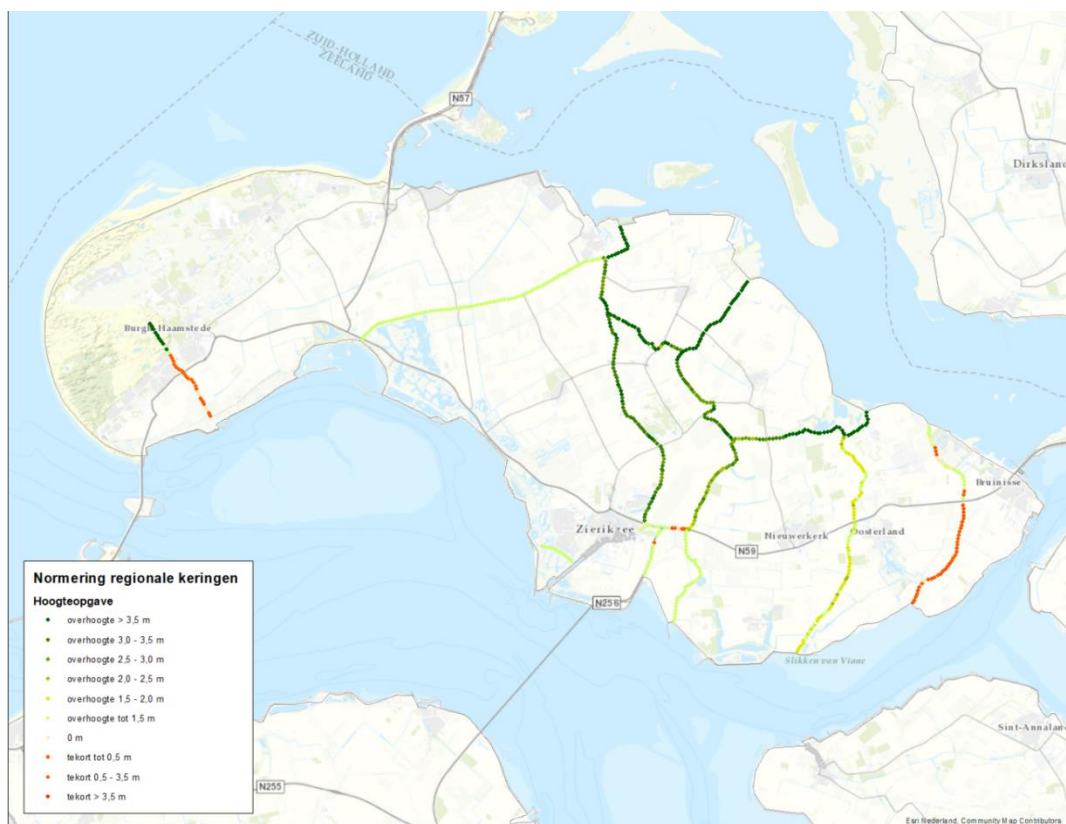 ZUID-HOLLAND
ZEELAND
N57
Dirksland
Burgh-Haamstede
Bruinisse
Zierikzee
Nieuwerkerk
Oosterland
N59
N256
Slikken van Viane
Sint-Annaland
N255
Normering regionale keringen
Hoogteopgave
overhoogte > 3,5 m
overhoogte 3,0 - 3,5 m
overhoogte 2,5 - 3,0 m
overhoogte 2,0 - 2,5 m
overhoogte 1,5 - 2,0 m
overhoogte tot 1,5 m
0 m
tekort tot 0,5 m
tekort 0,5 - 3,5 m
tekort > 3,5 m
Esri Nederland, Community Map Contributors